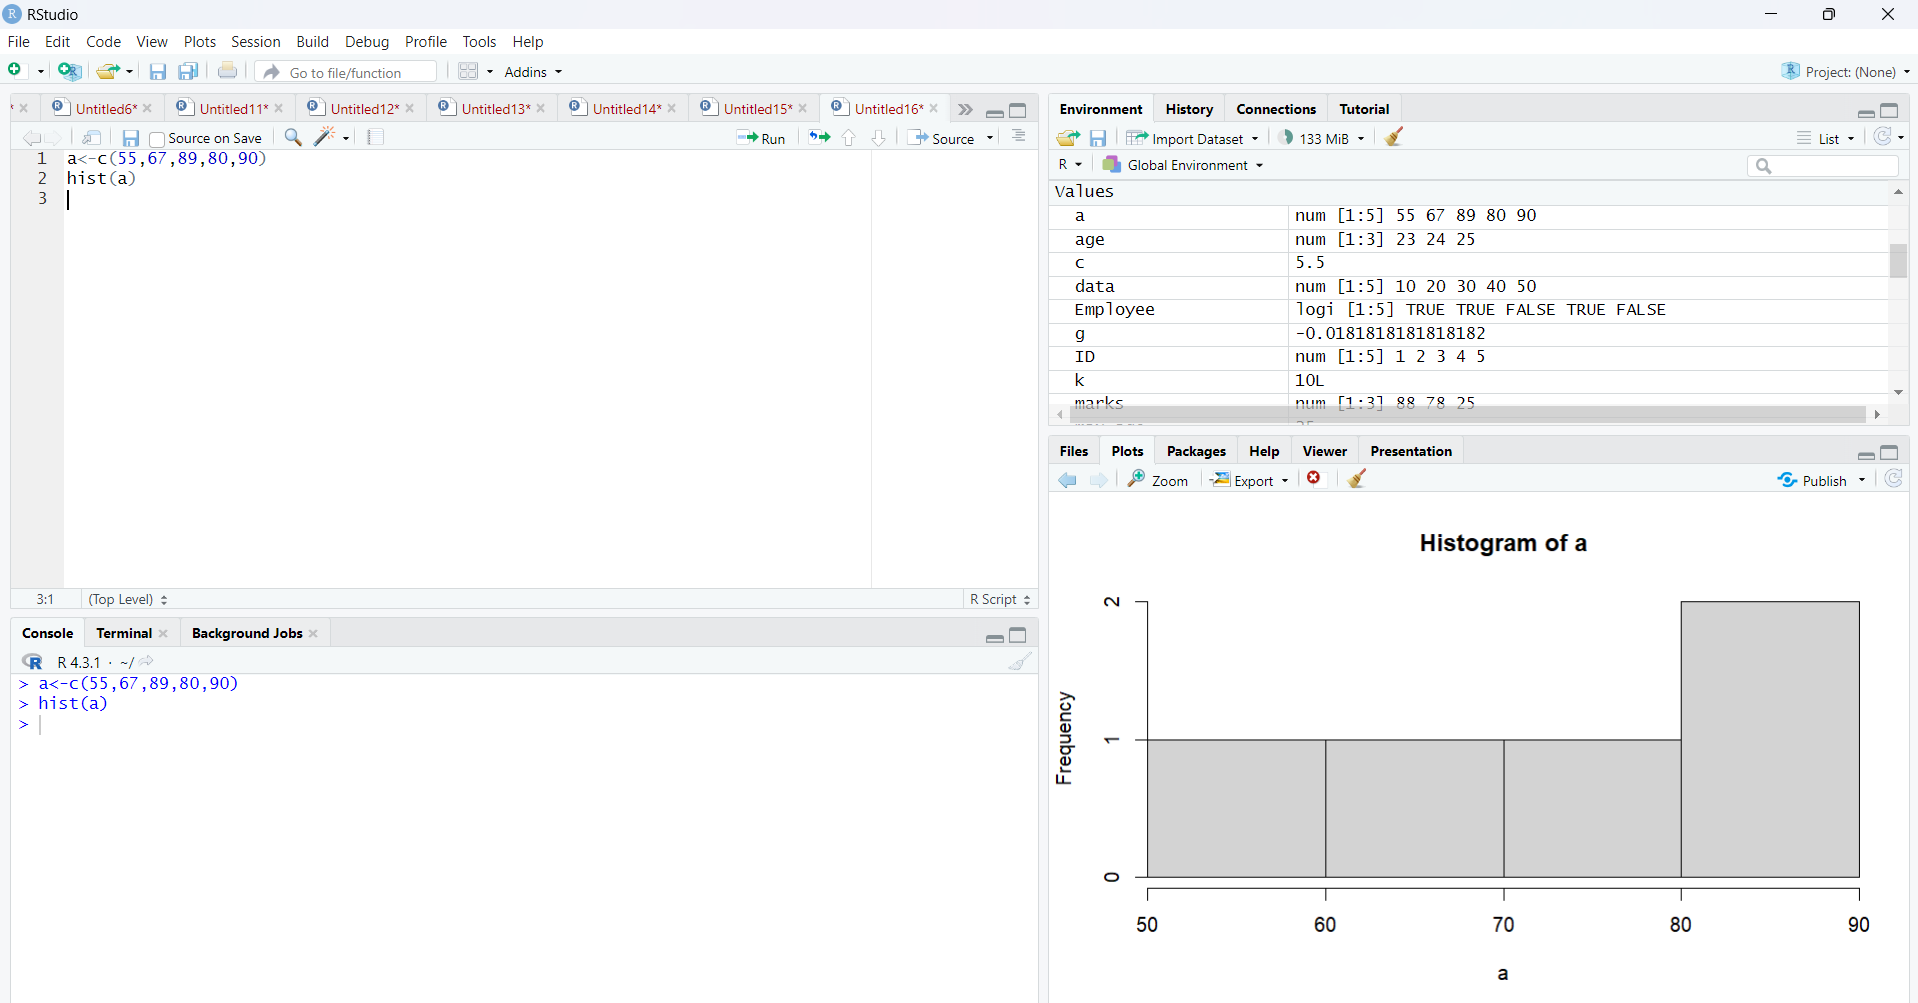 RStudio
File Edit Code View Plots Session Build Debug Profile Tools Help
Go to file/function Addins Project: (None)
Untitled6* Untitled11* Untitled12* Untitled13* Untitled14* Untitled15* Untitled16*
Source on Save Run Source
1 a<-c(55,67,89,80,90)
2 hist(a)
3
3:1 (Top Level) R Script
Console Terminal Background Jobs
R 4.3.1 · ~/
> a<-c(55,67,89,80,90)
> hist(a)
>
Environment History Connections Tutorial
Import Dataset 133 MiB List
R Global Environment
Values
a num [1:5] 55 67 89 80 90
age num [1:3] 23 24 25
c 5.5
data num [1:5] 10 20 30 40 50
Employee logi [1:5] TRUE TRUE FALSE TRUE FALSE
g -0.0181818181818182
ID num [1:5] 1 2 3 4 5
k 10L
marks num [1:3] 88 78 25
Files Plots Packages Help Viewer Presentation
Zoom Export Publish
Histogram of a
Frequency
2
1
0
50 60 70 80 90
a